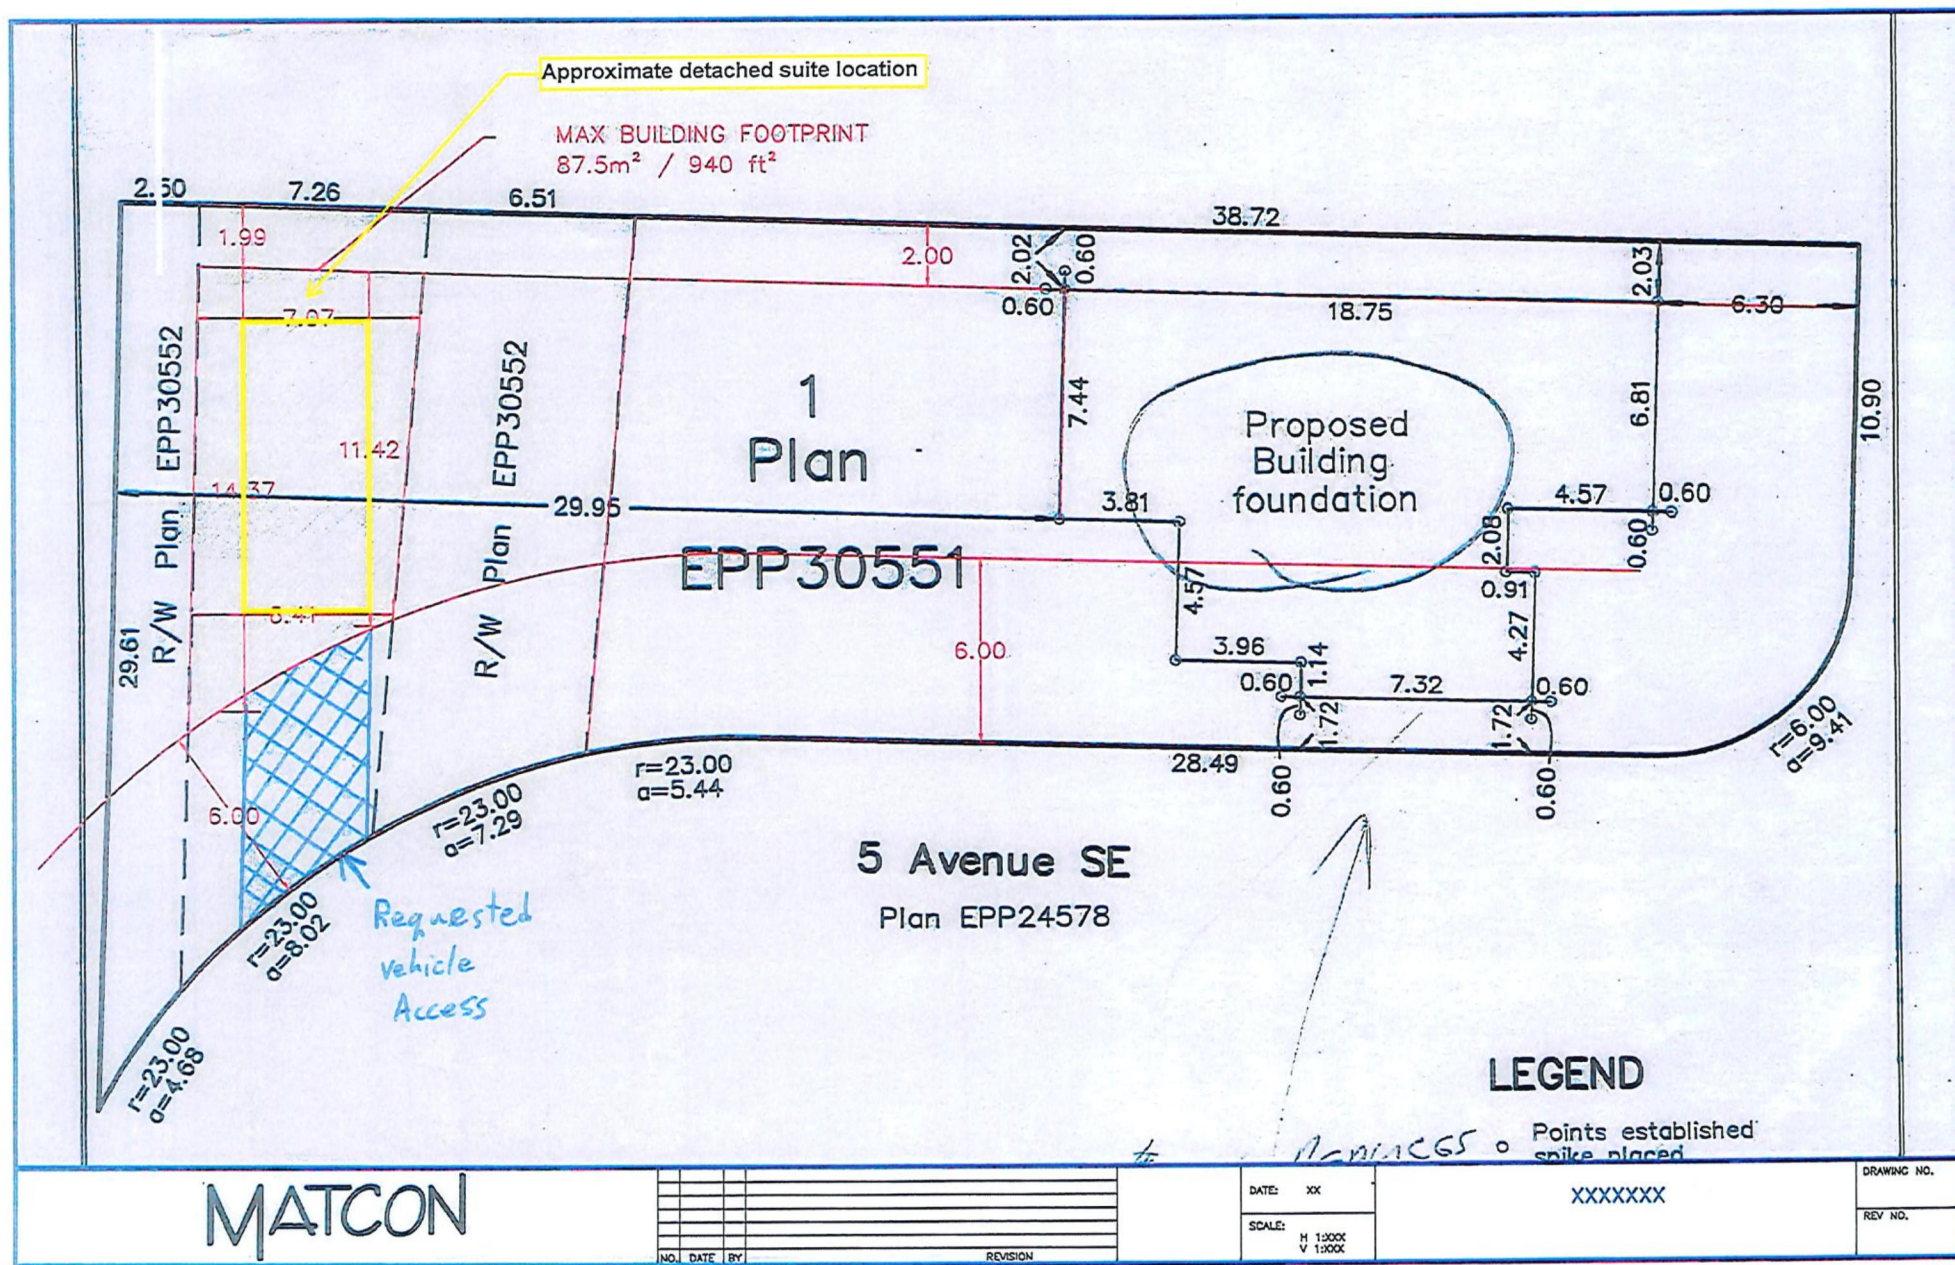 Approximate detached suite location
MAX BUILDING FOOTPRINT
87.5m² / 940 ft²
2.50
7.26
6.51
38.72
1.99
2.00
2.02
0.60
0.60
2.03
18.75
6.30
7.07
R/W Plan EPP30552
R/W Plan EPP30552
11.42
14.37
1
Plan
EPP30551
7.44
Proposed
Building
foundation
6.81
10.90
29.95
3.81
4.57
0.60
0.60
2.08
0.91
4.57
4.27
29.61
6.00
3.96
1.14
0.60
7.32
0.60
1.72
1.72
28.49
0.60
0.60
r=6.00
a=9.41
r=23.00
a=5.44
r=23.00
a=7.29
6.00
r=23.00
a=8.02
r=23.00
a=4.68
Requested
vehicle
Access
5 Avenue SE
Plan EPP24578
LEGEND
Points established
spike placed
MATCON
NO. DATE BY REVISION
DATE: XX
SCALE:
H 1:XXX
V 1:XXX
XXXXXXX
DRAWING NO.
REV NO.